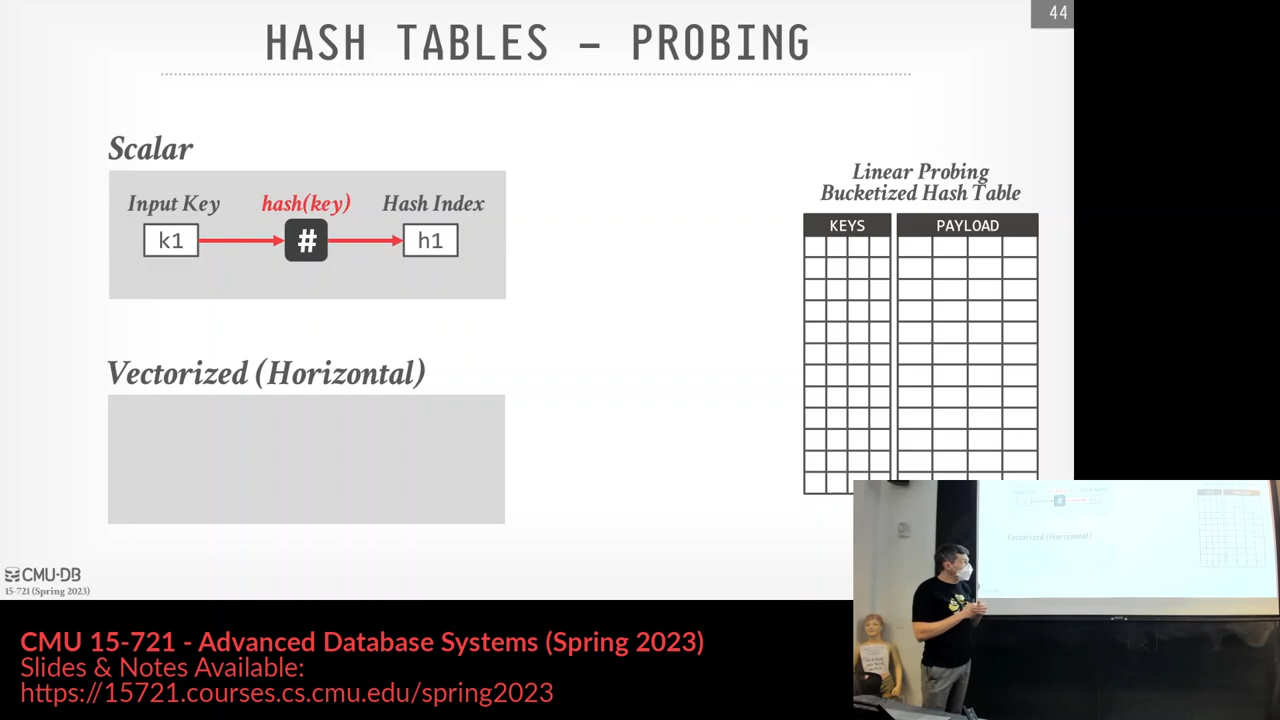 44
HASH TABLES – PROBING
Scalar
Input Key hash(key) Hash Index
k1 # h1
Linear Probing
Bucketized Hash Table
KEYS PAYLOAD
Vectorized (Horizontal)
CMU·DB
15-721 (Spring 2023)
Vectorized (Horizontal)
CMU 15-721 - Advanced Database Systems (Spring 2023)
Slides & Notes Available:
https://15721.courses.cs.cmu.edu/spring2023